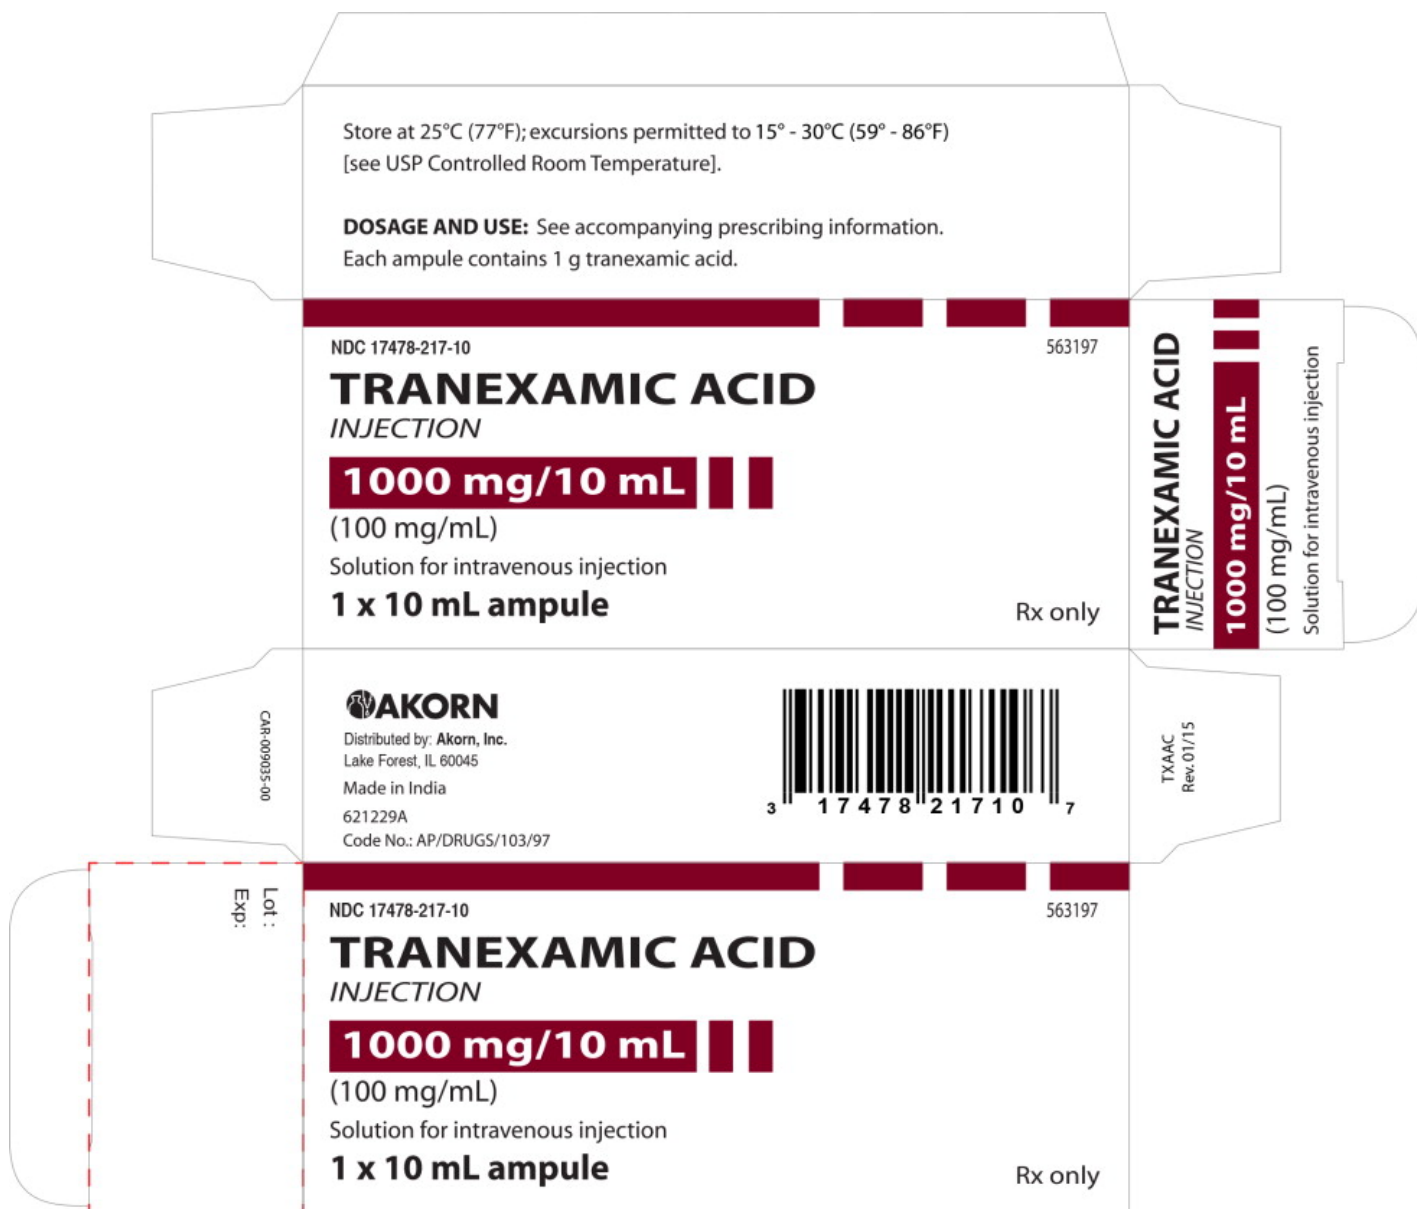 Store at 25°C (77°F); excursions permitted to 15° - 30°C (59° - 86°F)
[see USP Controlled Room Temperature].
DOSAGE AND USE: See accompanying prescribing information.
Each ampule contains 1 g tranexamic acid.
NDC 17478-217-10
563197
TRANEXAMIC ACID
INJECTION
1000 mg/10 mL
(100 mg/mL)
Solution for intravenous injection
1 x 10 mL ampule
Rx only
TRANEXAMIC ACID
INJECTION
1000 mg/10 mL
(100 mg/mL)
Solution for intravenous injection
CAR-009035-00
AKORN
Distributed by: Akorn, Inc.
Lake Forest, IL 60045
Made in India
621229A
Code No.: AP/DRUGS/103/97
3 17478 21710 7
TXAAC
Rev. 01/15
Lot :
Exp:
NDC 17478-217-10
563197
TRANEXAMIC ACID
INJECTION
1000 mg/10 mL
(100 mg/mL)
Solution for intravenous injection
1 x 10 mL ampule
Rx only